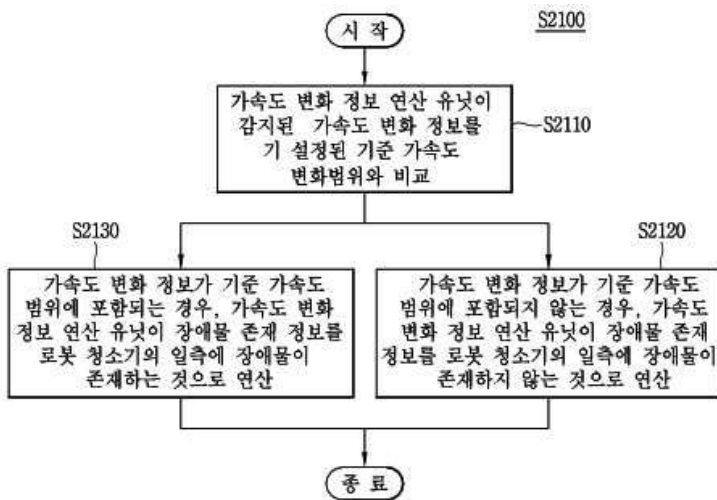 S2100
시 작
가속도 변화 정보 연산 유닛이
감지된 가속도 변화 정보를
기 설정된 기준 가속도
변화범위와 비교
S2110
S2130
S2120
가속도 변화 정보가 기준 가속도
범위에 포함되는 경우, 가속도 변화
정보 연산 유닛이 장애물 존재 정보를
로봇 청소기의 일측에 장애물이
존재하는 것으로 연산
가속도 변화 정보가 기준 가속도
범위에 포함되지 않는 경우, 가속도
변화 정보 연산 유닛이 장애물 존재
정보를 로봇 청소기의 일측에 장애물이
존재하지 않는 것으로 연산
종 료